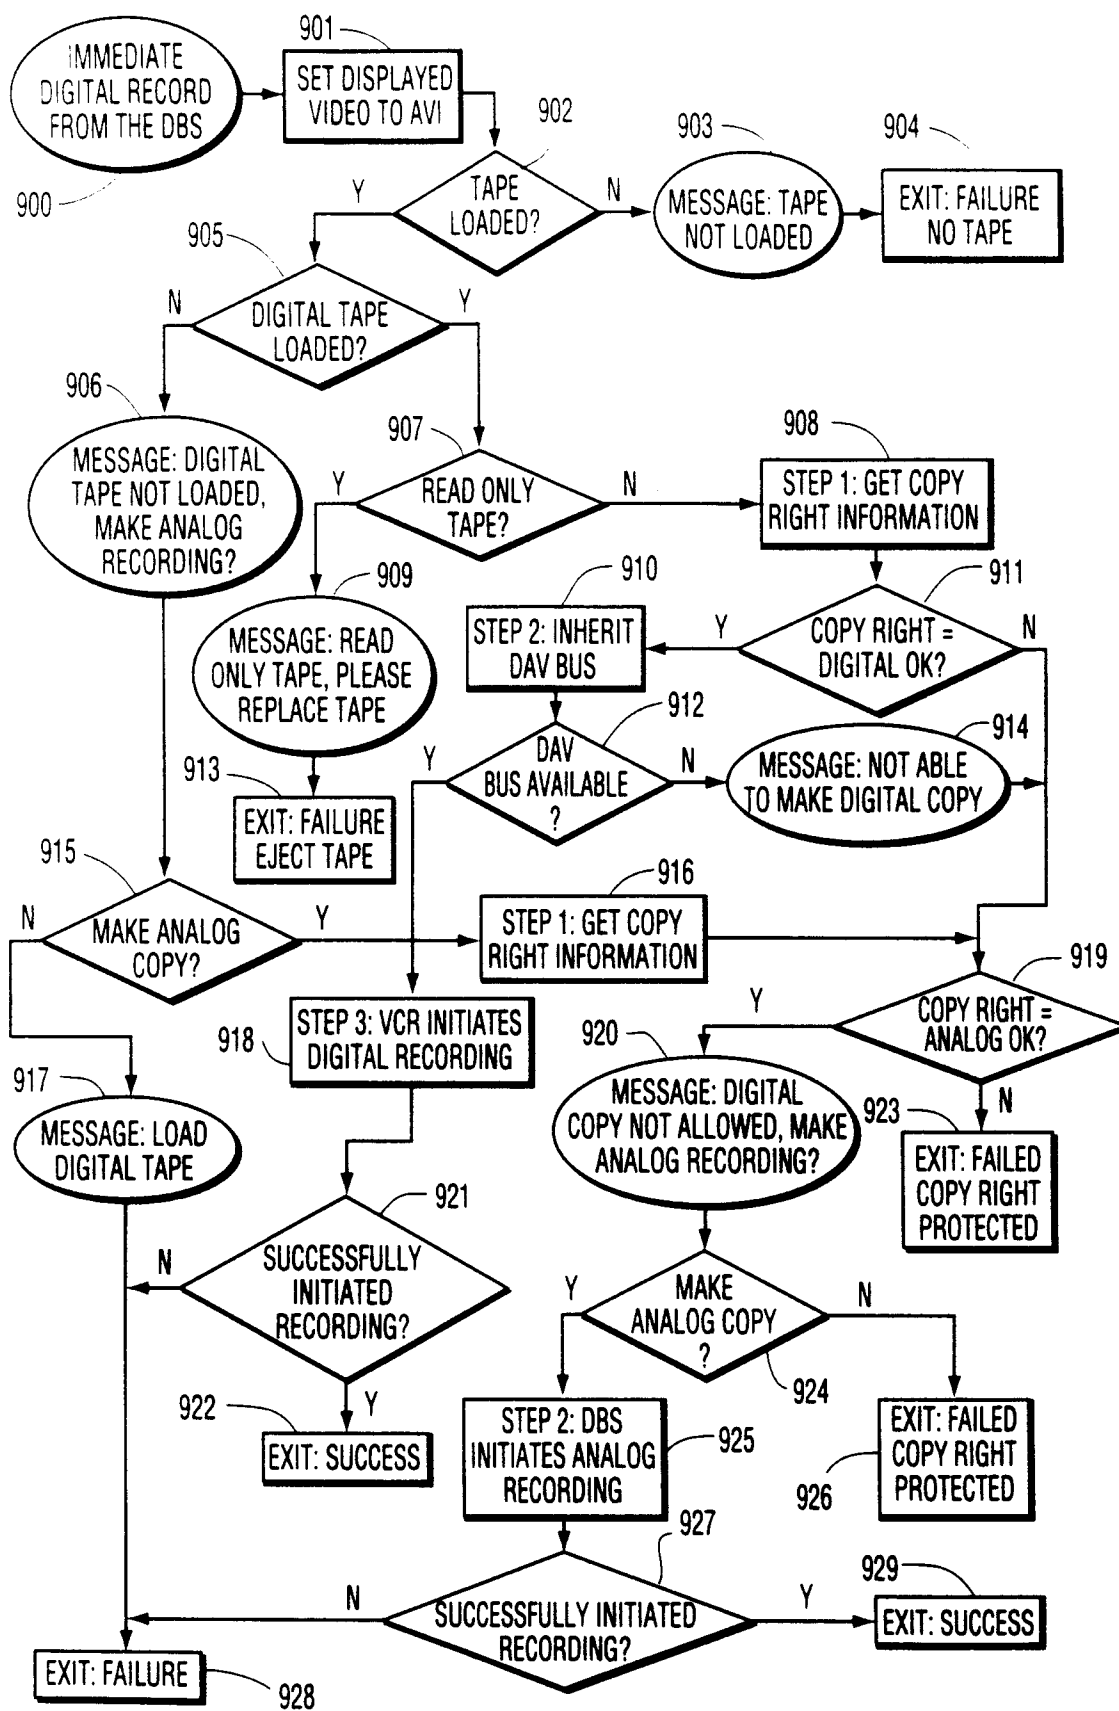 901
IMMEDIATE
DIGITAL RECORD
FROM THE DBS
900
SET DISPLAYED
VIDEO TO AVI
902
TAPE
LOADED?
Y
N
903
MESSAGE: TAPE
NOT LOADED
904
EXIT: FAILURE
NO TAPE
905
DIGITAL TAPE
LOADED?
N
Y
906
MESSAGE: DIGITAL
TAPE NOT LOADED,
MAKE ANALOG
RECORDING?
907
READ ONLY
TAPE?
Y
N
908
STEP 1: GET COPY
RIGHT INFORMATION
909
MESSAGE: READ
ONLY TAPE, PLEASE
REPLACE TAPE
910
STEP 2: INHERIT
DAV BUS
911
COPY RIGHT =
DIGITAL OK?
Y
N
912
DAV
BUS AVAILABLE
?
Y
N
914
MESSAGE: NOT ABLE
TO MAKE DIGITAL COPY
913
EXIT: FAILURE
EJECT TAPE
915
MAKE ANALOG
COPY?
N
Y
916
STEP 1: GET COPY
RIGHT INFORMATION
919
COPY RIGHT =
ANALOG OK?
Y
N
918
STEP 3: VCR INITIATES
DIGITAL RECORDING
917
MESSAGE: LOAD
DIGITAL TAPE
920
MESSAGE: DIGITAL
COPY NOT ALLOWED, MAKE
ANALOG RECORDING?
923
EXIT: FAILED
COPY RIGHT
PROTECTED
921
SUCCESSFULLY
INITIATED
RECORDING?
N
Y
922
EXIT: SUCCESS
MAKE
ANALOG COPY
?
Y
N
924
STEP 2: DBS
INITIATES ANALOG
RECORDING
925
EXIT: FAILED
COPY RIGHT
PROTECTED
926
927
SUCCESSFULLY INITIATED
RECORDING?
N
Y
929
EXIT: SUCCESS
EXIT: FAILURE
928